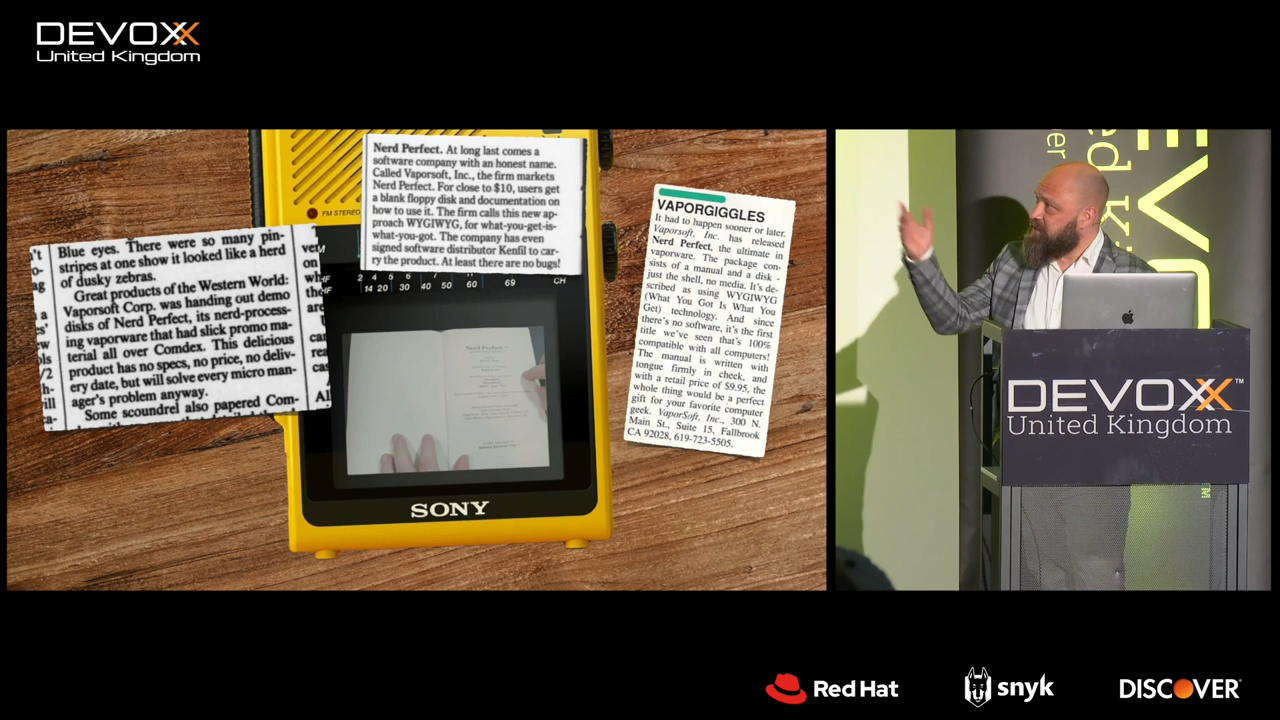 DEVOXX
United Kingdom
Nerd Perfect. At long last comes a
software company with an honest name.
Called Vaporsoft, Inc., the firm markets
Nerd Perfect. For close to $10, users get
a blank floppy disk and documentation on
how to use it. The firm calls this new ap-
proach WYGIWYG, for what-you-get-is-
what-you-got. The company has even
signed software distributor Kenfil to car-
ry the product. At least there are no bugs!
FM STEREO
Blue eyes. There were so many pin-
stripes at one show it looked like a herd
of dusky zebras.
Great products of the Western World:
Vaporsoft Corp. was handing out demo
disks of Nerd Perfect, its nerd-process-
ing vaporware that had slick promo ma-
terial all over Comdex. This delicious
product has no specs, no price, no deliv-
ery date, but will solve every micro man-
ager's problem anyway.
Some scoundrel also papered Com-
VAPORGIGGLES
It had to happen sooner or later.
Vaporsoft, Inc. has released
Nerd Perfect, the ultimate in
vaporware. The package con-
sists of a manual and a disk -
just the shell, no media. It's de-
scribed as using WYGIWYG
(What You Got Is What You
Get) technology. And since
there's no software, it's the first
title we've seen that's 100%
compatible with all computers!
The manual is written with
tongue firmly in check, and
with a retail price of $9.95, the
whole thing would be a perfect
gift for your favorite computer
geek. VaporSoft, Inc., 300 N.
Main St., Suite 15, Fallbrook
CA 92028, 619-723-5505.
2 4 5 6 8
14 20 30 40 50 60 69 CH
Nerd Perfect
SONY
DEVOXX™
United Kingdom
Red Hat
snyk
DISCOVER